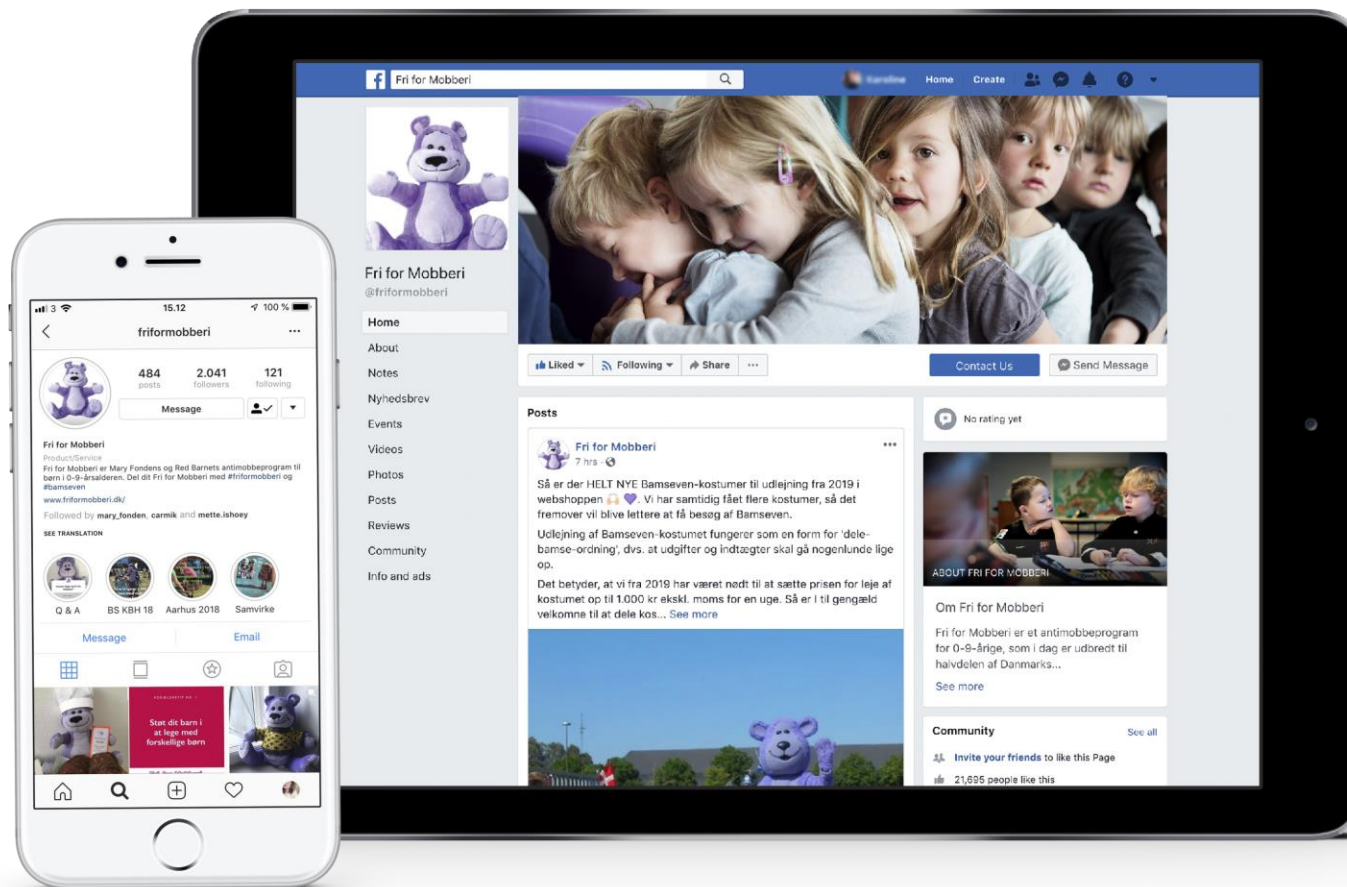 Fri for Mobberi
Home
Create
Fri for Mobberi
@friformobberi
Home
About
Notes
Nyhedsbrev
Events
Videos
Photos
Posts
Reviews
Community
Info and ads
Liked
Following
Share
Contact Us
Send Message
Posts
Fri for Mobberi
7 hrs
Så er der HELT NYE Bamseven-kostumer til udlejning fra 2019 i
webshoppen 🙌🏻 💜. Vi har samtidig fået flere kostumer, så det
fremover vil blive lettere at få besøg af Bamseven.
Udlejning af Bamseven-kostumet fungerer som en form for 'dele-
bamse-ordning', dvs. at udgifter og indtægter skal gå nogenlunde lige
op.
Det betyder, at vi fra 2019 har været nødt til at sætte prisen for leje af
kostumet op til 1.000 kr ekskl. moms for en uge. Så er I til gengæld
velkomne til at dele kos... See more
No rating yet
ABOUT FRI FOR MOBBERI
Om Fri for Mobberi
Fri for Mobberi er et antimobbeprogram
for 0-9-årige, som i dag er udbredt til
halvdelen af Danmarks...
See more
Community
See all
Invite your friends to like this Page
21,695 people like this
3
15.12
100 %
friformobberi
484
2.041
121
posts
followers
following
Message
Fri for Mobberi
Product/Service
Fri for Mobberi er Mary Fondens og Red Barnets antimobbeprogram til
børn i 0-9-årsalderen. Del dit Fri for Mobberi med #friformobberi og
#bamseven
www.friformobberi.dk/
Followed by mary_fonden, carmik and mette.ishoey
SEE TRANSLATION
Q & A
BS KBH 18
Aarhus 2018
Samvirke
Message
Email
Støt dit barn i
at lege med
forskellige børn